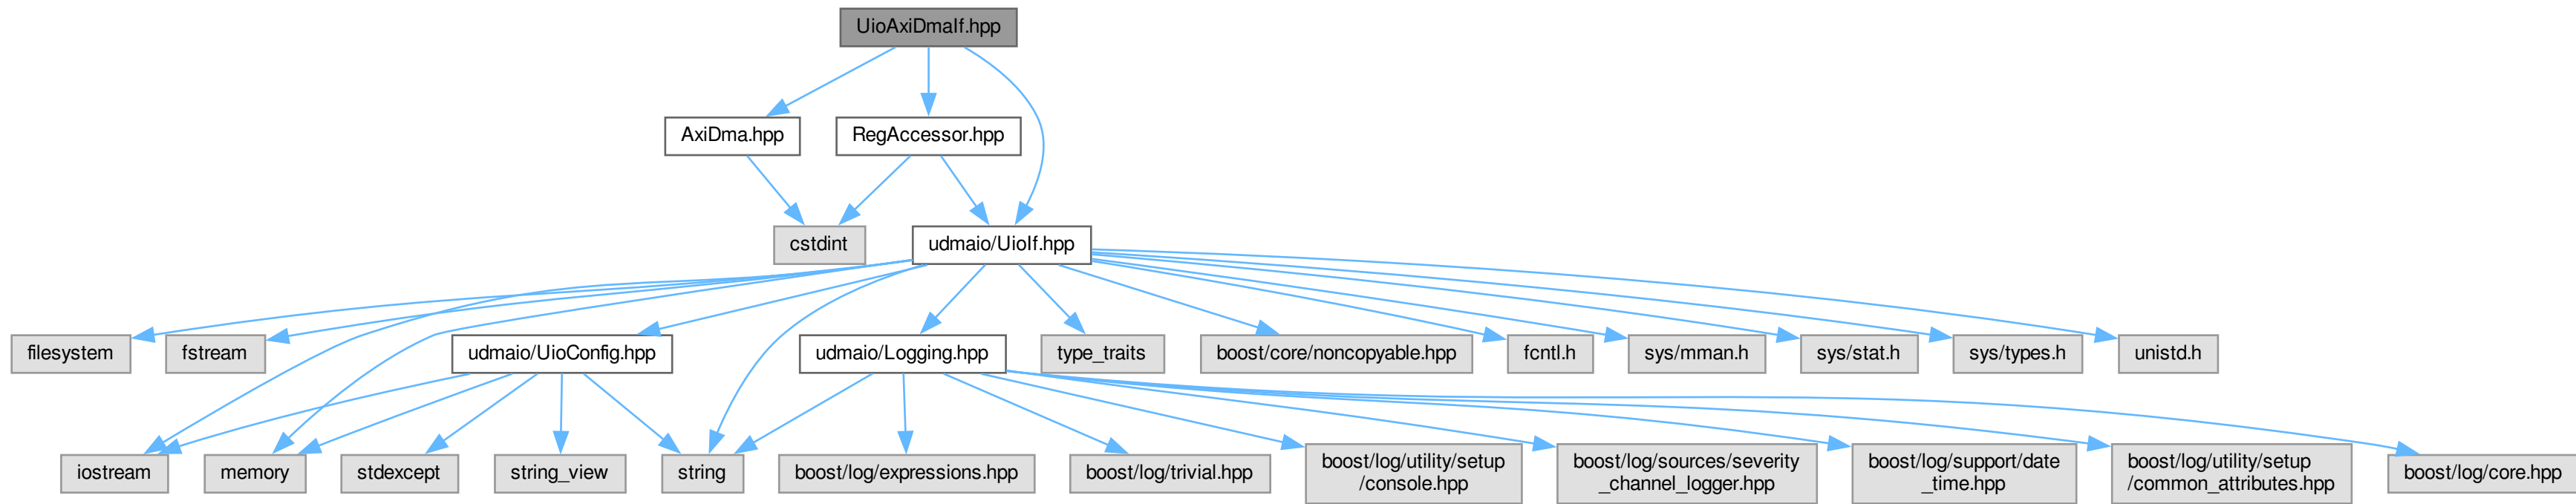 UioAxiDmaIf.hpp
AxiDma.hpp
RegAccessor.hpp
cstdint
udmaio/UioIf.hpp
filesystem
fstream
udmaio/UioConfig.hpp
udmaio/Logging.hpp
type_traits
boost/core/noncopyable.hpp
fcntl.h
sys/mman.h
sys/stat.h
sys/types.h
unistd.h
iostream
memory
stdexcept
string_view
string
boost/log/expressions.hpp
boost/log/trivial.hpp
boost/log/utility/setup
/console.hpp
boost/log/sources/severity
_channel_logger.hpp
boost/log/support/date
_time.hpp
boost/log/utility/setup
/common_attributes.hpp
boost/log/core.hpp